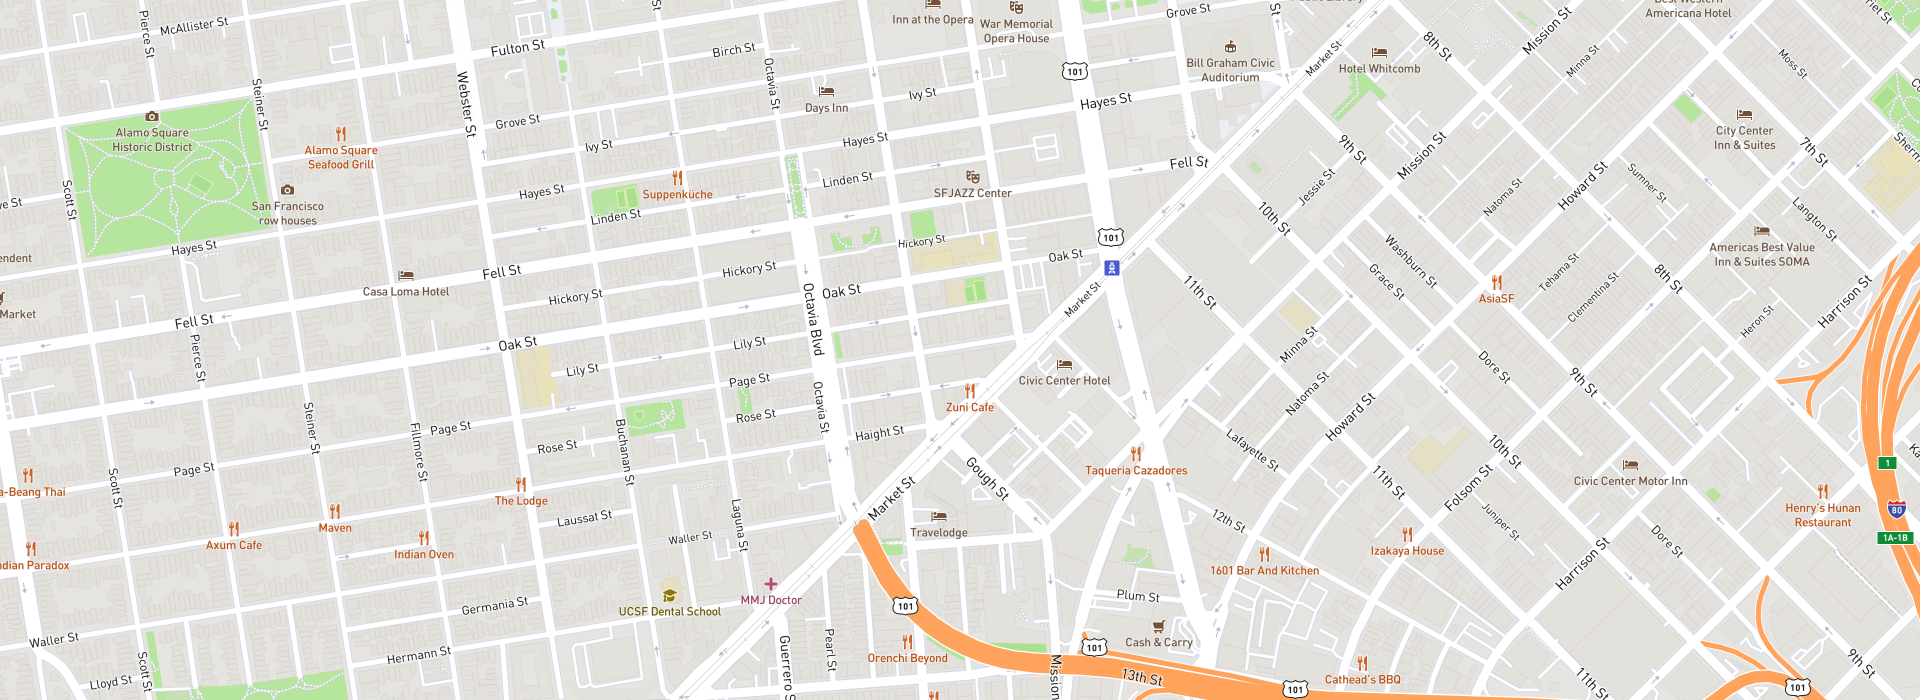 Inn at the Opera
War Memorial
Opera House
Grove St
Americana Hotel
Mission St
McAllister St
Pierce St
Fulton St
Birch St
Octavia St
101
Bill Graham Civic
Auditorium
Market St
Hotel Whitcomb
8th St
Minna St
Moss St
Steiner St
Webster St
Days Inn
Ivy St
Hayes St
Alamo Square
Historic District
Alamo Square
Seafood Grill
Grove St
Ivy St
Hayes St
Fell St
9th St
Mission St
City Center
Inn & Suites
7th St
Scott St
San Francisco
row houses
Hayes St
Suppenküche
Linden St
Linden St
SFJAZZ Center
Jessie St
Natoma St
Howard St
Sumner St
Langton St
10th St
Hayes St
Hickory St
101
Oak St
Washburn St
Americas Best Value
Inn & Suites SOMA
endent
Market
Casa Loma Hotel
Fell St
Hickory St
Hickory St
Oak St
Market St
11th St
Grace St
AsiaSF
Tehama St
Clementina St
8th St
Harrison St
Fell St
Pierce St
Oak St
Octavia Blvd
Lily St
Lily St
Minna St
Heron St
Page St
Civic Center Hotel
Natoma St
Dore St
9th St
Octavia St
Zuni Cafe
Rose St
Howard St
Steiner St
Fillmore St
Page St
Buchanan St
Rose St
Haight St
Lafayette St
10th St
Page St
Scott St
a-Beang Thai
The Lodge
Gough St
Taqueria Cazadores
11th St
Folsom St
Civic Center Motor Inn
1
80
1A-1B
Henry's Hunan
Restaurant
Maven
Laussat St
Laguna St
Market St
Travelodge
12th St
Juniper St
Dore St
Axum Cafe
Indian Oven
Waller St
Izakaya House
Harrison St
ndian Paradox
1601 Bar And Kitchen
UCSF Dental School
MMJ Doctor
101
Plum St
Germania St
Waller St
Cash & Carry
Hermann St
Guerrero S
Pearl St
Orenchi Beyond
101
Mission
13th St
101
Cathead's BBQ
11th St
9th St
101
Lloyd St
Scott St